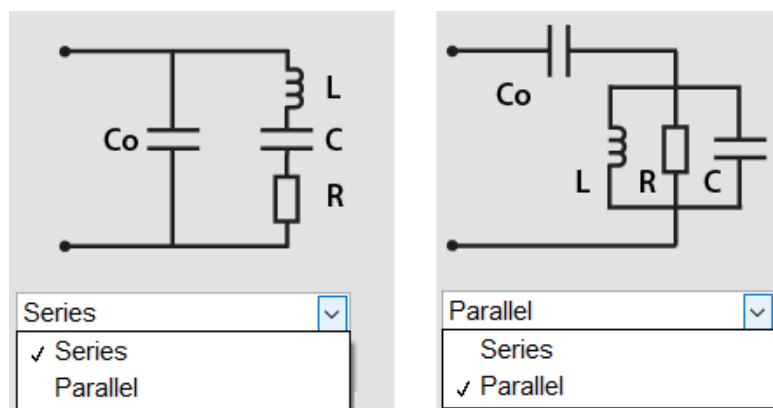 L
Co
C
R
Series
✓ Series
Parallel
Co
L
R
C
Parallel
Series
✓ Parallel